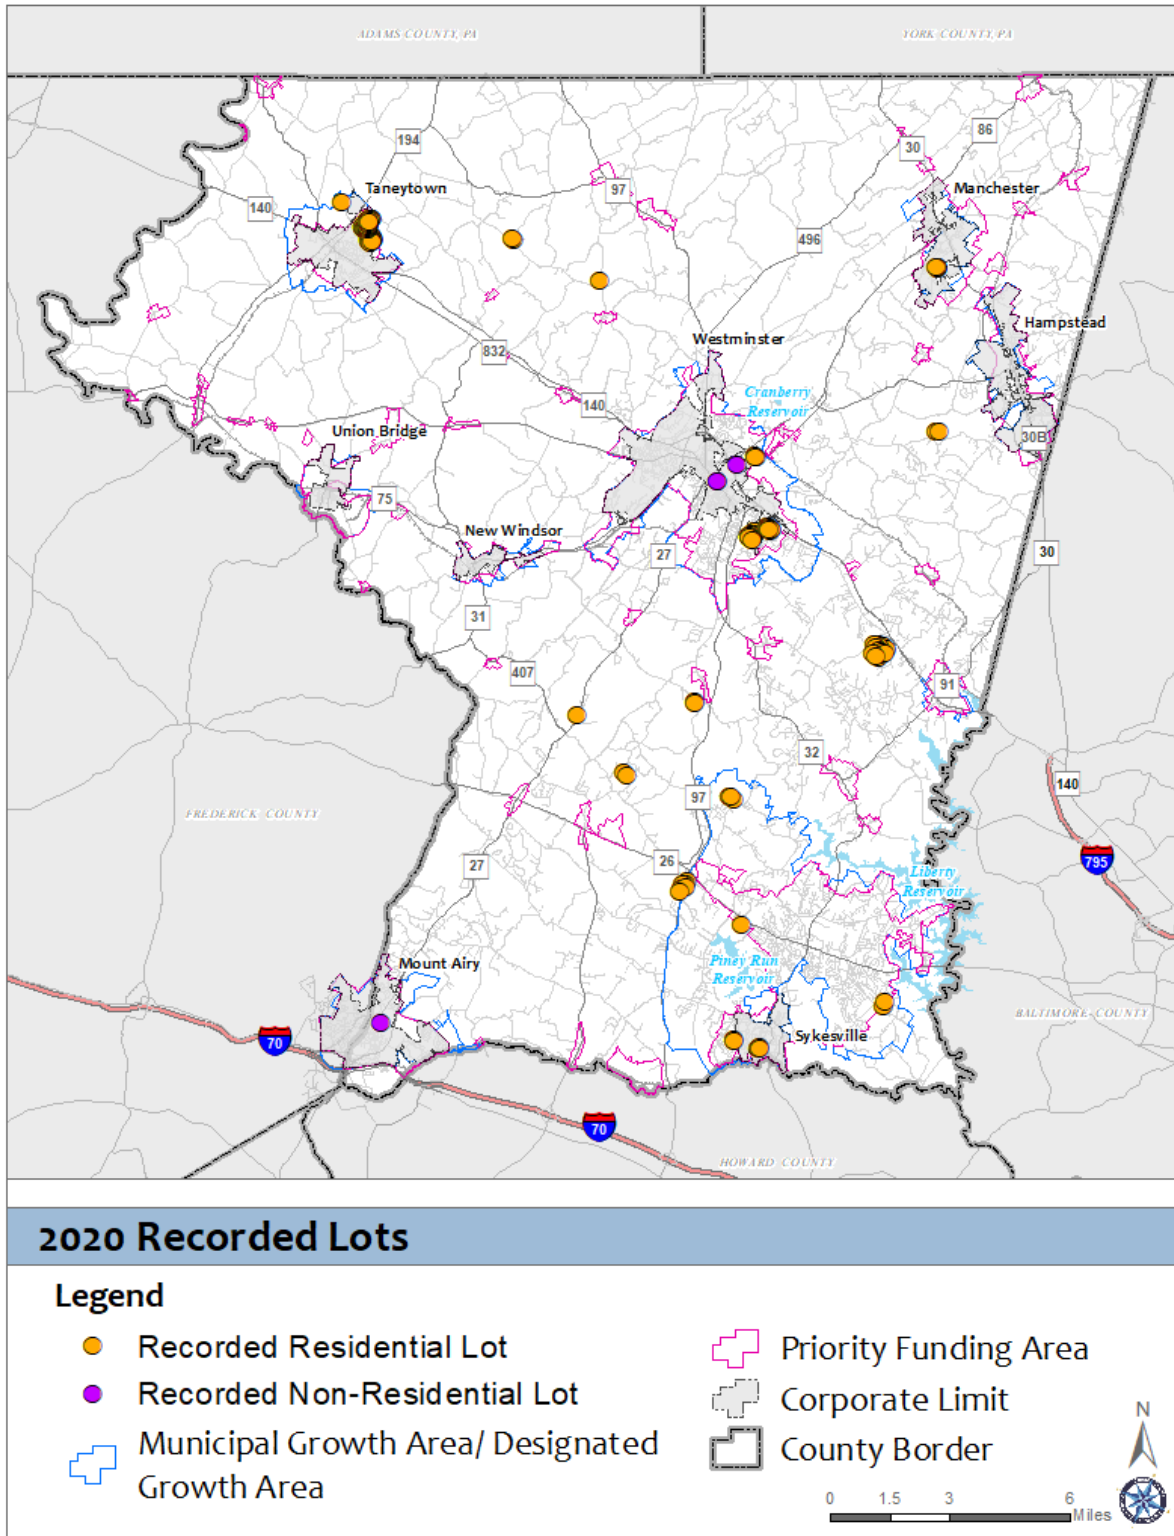 ADAMS COUNTY, PA
YORK COUNTY, PA
194
86
30
Taneytown
97
Manchester
140
496
Hampstead
Westminster
832
Cranberry
Reservoir
140
Union Bridge
30B
75
New Windsor
27
30
31
407
91
32
140
97
FREDERICK COUNTY
795
26
27
Liberty
Reservoir
Mount Airy
Piney Run
Reservoir
BALTIMORE COUNTY
70
Sykesville
70
HOWARD COUNTY
2020 Recorded Lots
Legend
Recorded Residential Lot
Recorded Non-Residential Lot
Municipal Growth Area/ Designated
Growth Area
Priority Funding Area
Corporate Limit
County Border
N
0 1.5 3 6
Miles